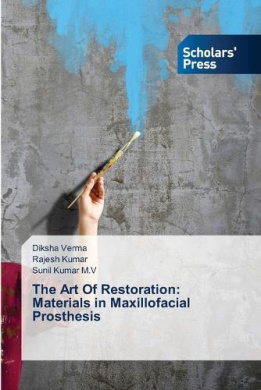 Scholars'
Press
Diksha Verma
Rajesh Kumar
Sunil Kumar M.V
The Art Of Restoration:
Materials in Maxillofacial
Prosthesis